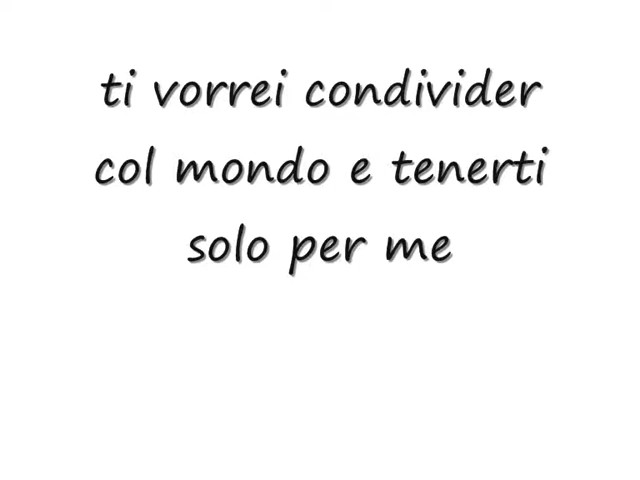 ti vorrei condivider
col mondo e tenerti
solo per me